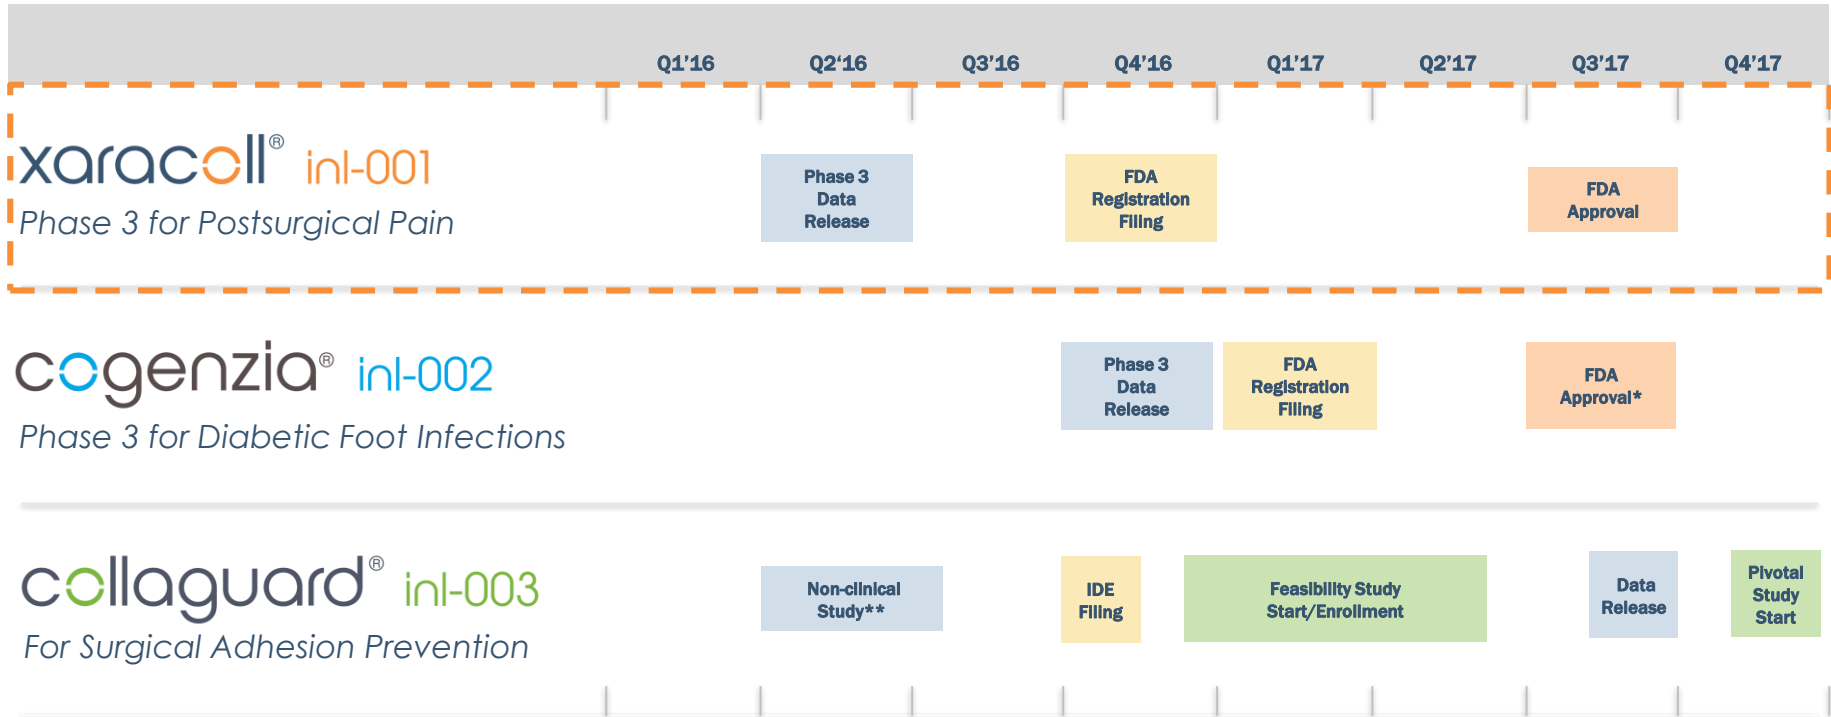 Q1’16 Q2‘16 Q3’16 Q4’16 Q1’17 Q2’17 Q3’17 Q4’17
xaracoll® inl-001
Phase 3 for Postsurgical Pain
Phase 3
Data
Release
FDA
Registration
Filing
FDA
Approval
cogenzia® inl-002
Phase 3 for Diabetic Foot Infections
Phase 3
Data
Release
FDA
Registration
Filing
FDA
Approval*
collaguard® inl-003
For Surgical Adhesion Prevention
Non-clinical
Study**
IDE
Filing
Feasibility Study
Start/Enrollment
Data
Release
Pivotal
Study
Start